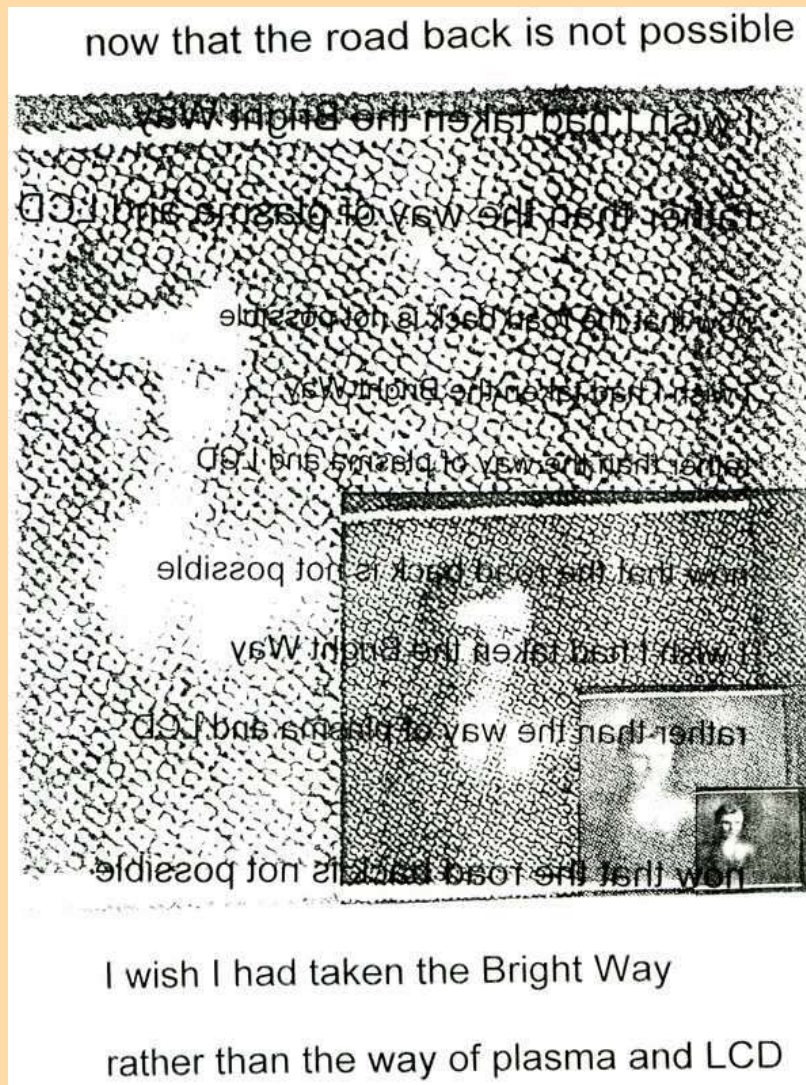 now that the road back is not possible
I wish I had taken the Bright Way
rather than the way of plasma and LCD
now that the road back is not possible
I wish I had taken the Bright Way
rather than the way of plasma and LCD
now that the road back is not possible
I wish I had taken the Bright Way
rather than the way of plasma and LCD
now that the road back is not possible
I wish I had taken the Bright Way
rather than the way of plasma and LCD